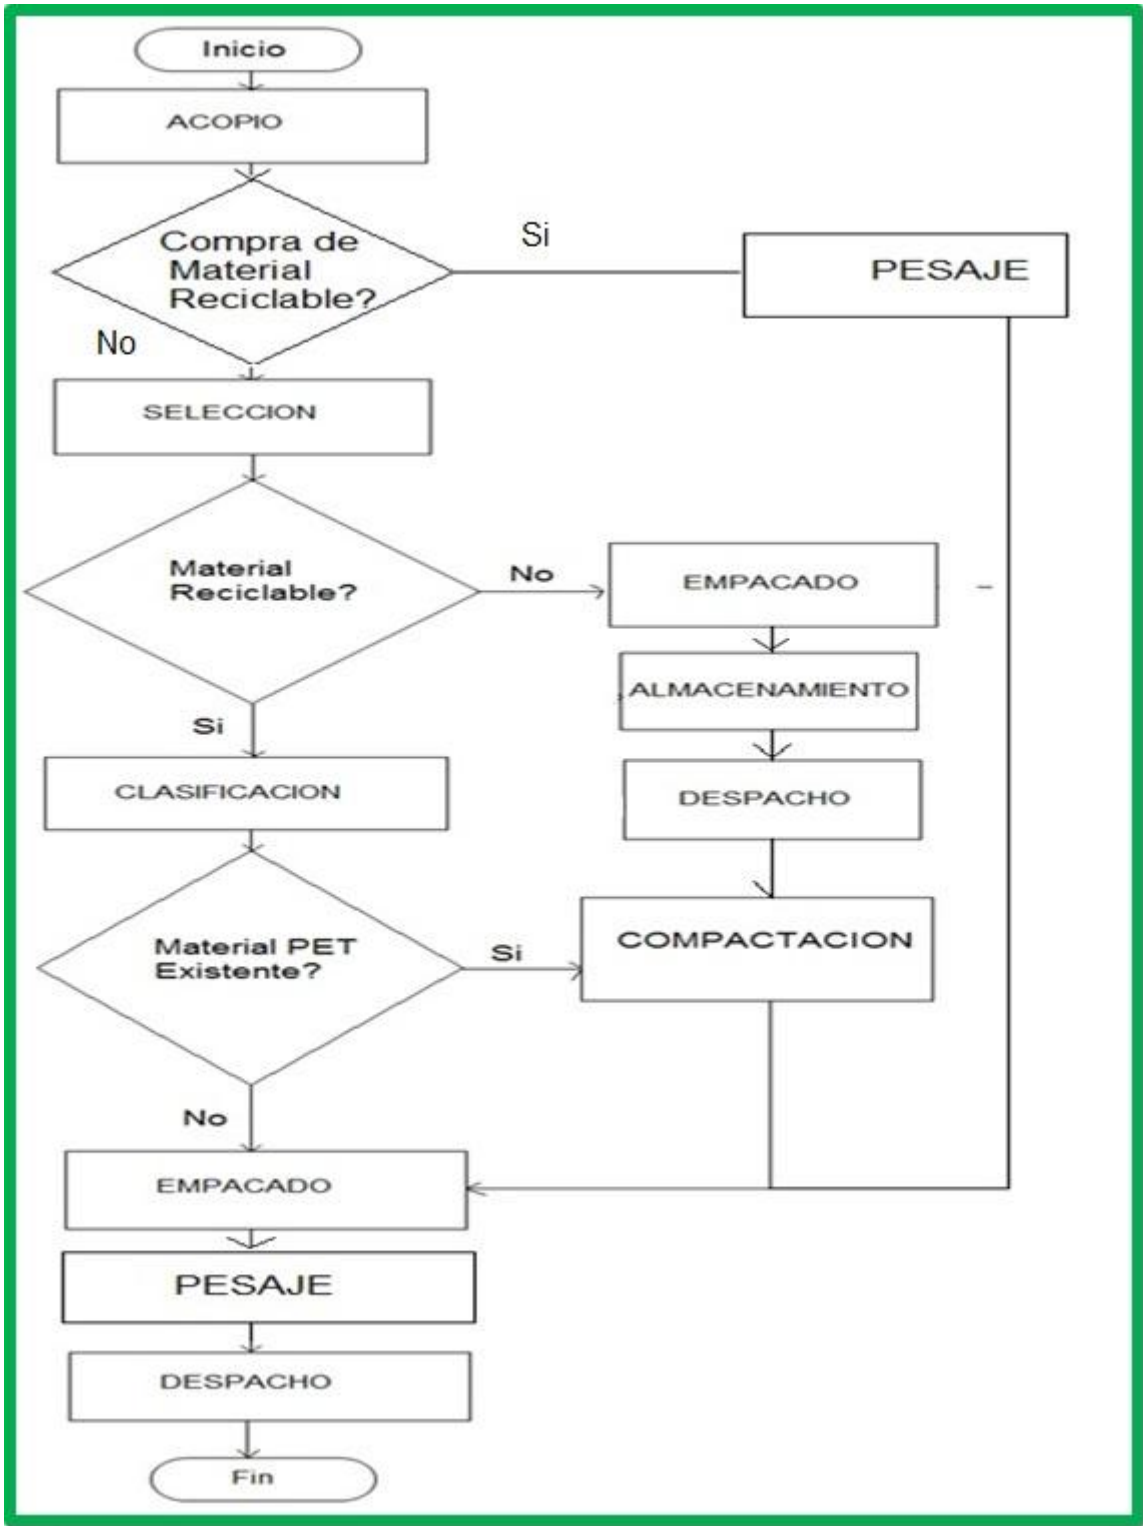 Inicio
ACOPIO
Compra de
Material
Reciclable?
Si
PESAJE
No
SELECCION
Material
Reciclable?
No
EMPACADO
ALMACENAMIENTO
DESPACHO
Si
CLASIFICACION
Material PET
Existente?
Si
COMPACTACION
No
EMPACADO
PESAJE
DESPACHO
Fin